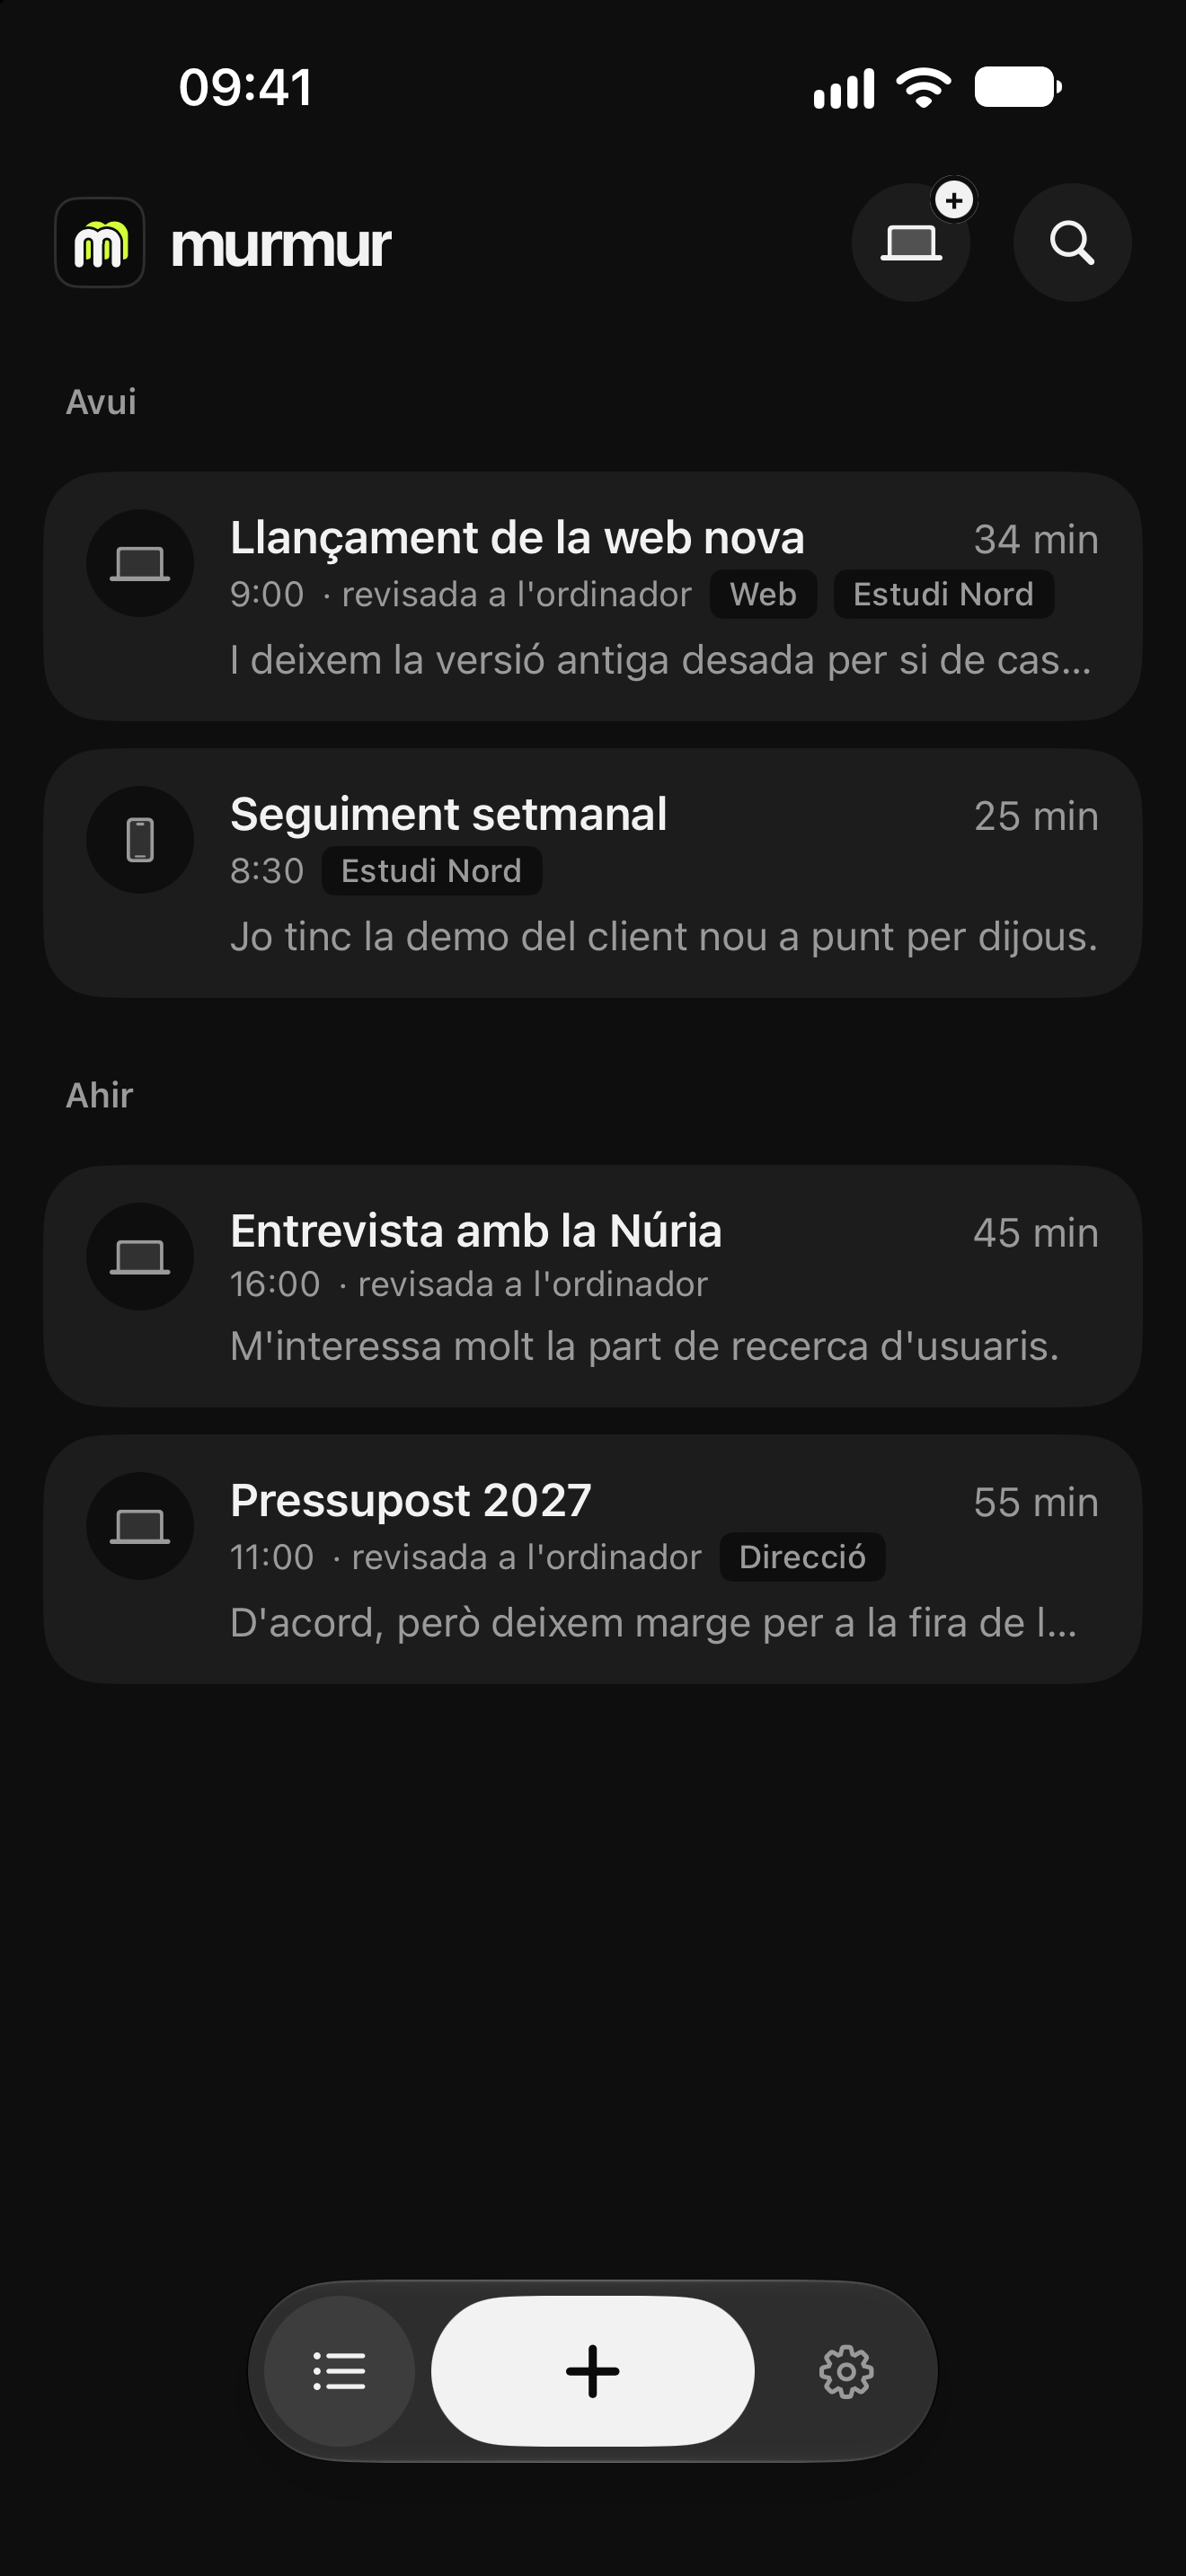 09:41
murmur
Avui
Llançament de la web nova 34 min
9:00 · revisada a l'ordinador Web Estudi Nord
I deixem la versió antiga desada per si de cas...
Seguiment setmanal 25 min
8:30 Estudi Nord
Jo tinc la demo del client nou a punt per dijous.
Ahir
Entrevista amb la Núria 45 min
16:00 · revisada a l'ordinador
M'interessa molt la part de recerca d'usuaris.
Pressupost 2027 55 min
11:00 · revisada a l'ordinador Direcció
D'acord, però deixem marge per a la fira de l...